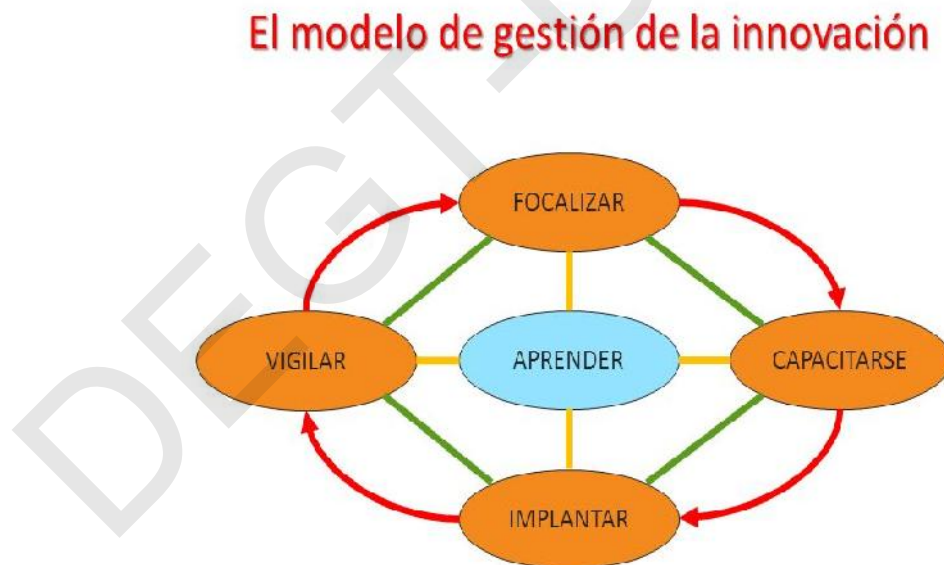 El modelo de gestión de la innovación
FOCALIZAR
VIGILAR
APRENDER
CAPACITARSE
IMPLANTAR